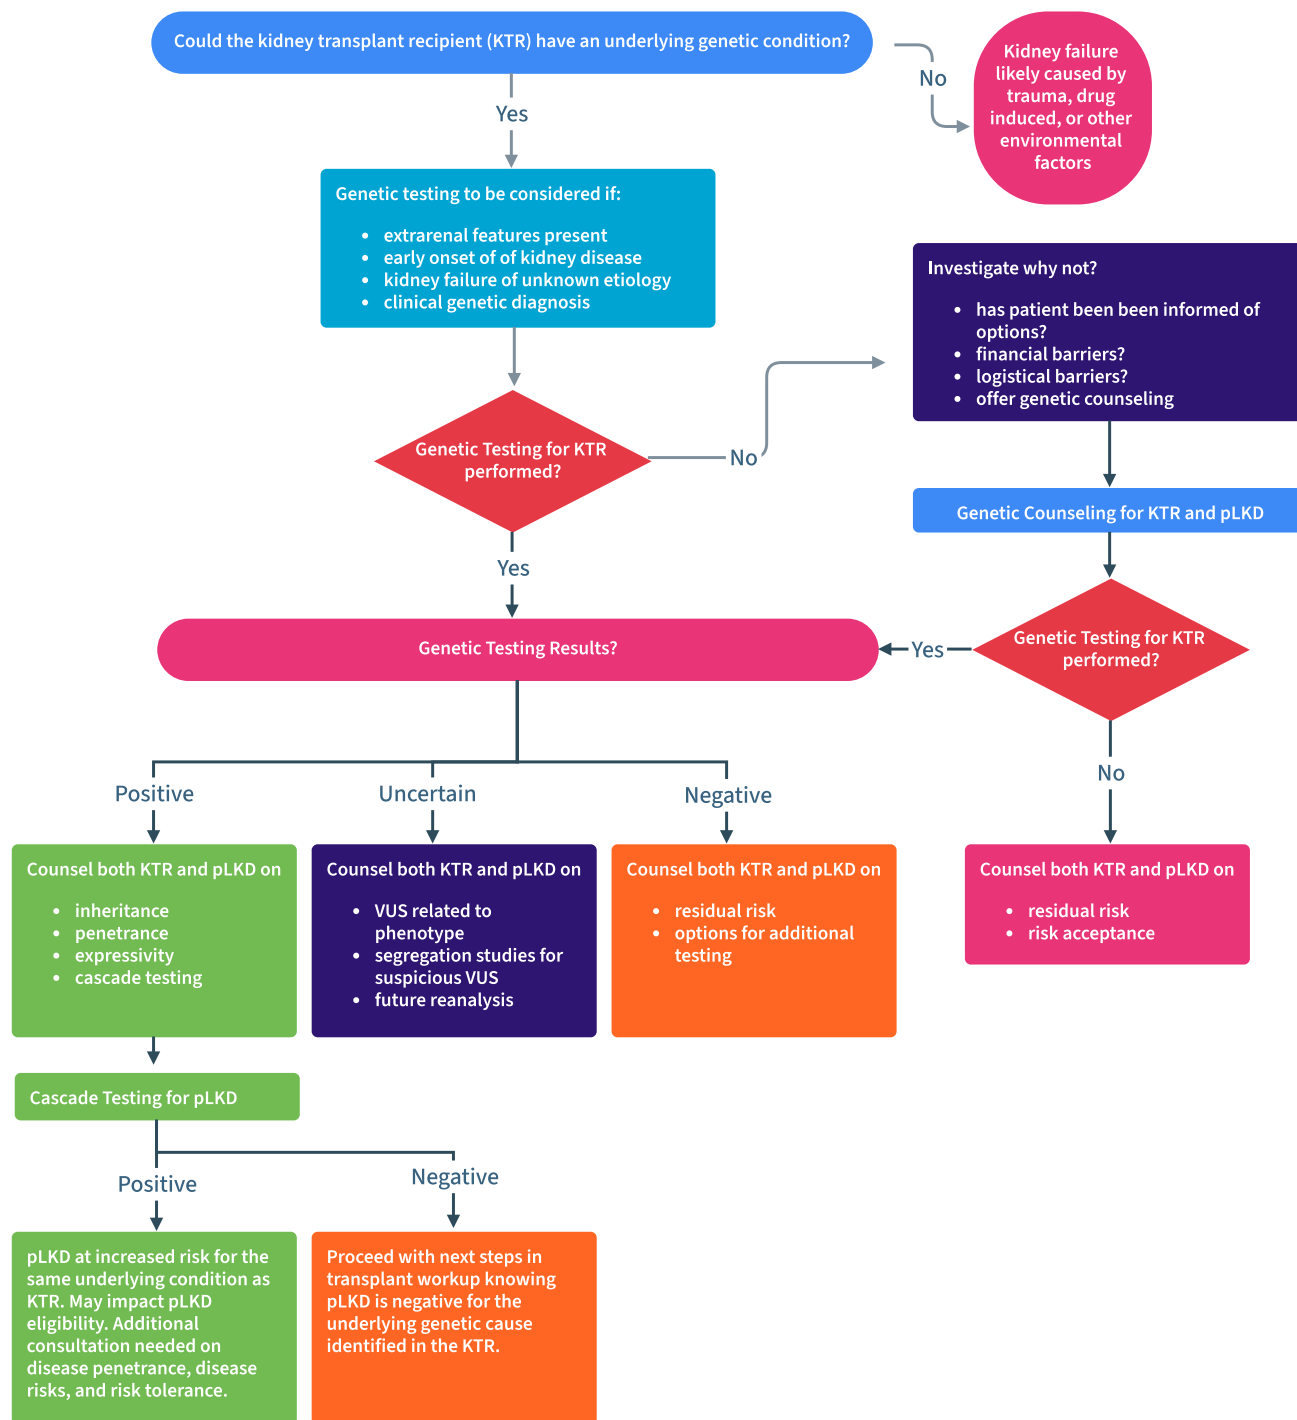 Could the kidney transplant recipient (KTR) have an underlying genetic condition?
No
Kidney failure
likely caused by
trauma, drug
induced, or other
environmental
factors
Yes
Genetic testing to be considered if:
• extrarenal features present
• early onset of of kidney disease
• kidney failure of unknown etiology
• clinical genetic diagnosis
Investigate why not?
• has patient been been informed of
options?
• financial barriers?
• logistical barriers?
• offer genetic counseling
Genetic Testing for KTR
performed?
No
Genetic Counseling for KTR and pLKD
Yes
Genetic Testing Results?
Yes
Genetic Testing for KTR
performed?
No
Positive
Uncertain
Negative
Counsel both KTR and pLKD on
• inheritance
• penetrance
• expressivity
• cascade testing
Counsel both KTR and pLKD on
• VUS related to
phenotype
• segregation studies for
suspicious VUS
• future reanalysis
Counsel both KTR and pLKD on
• residual risk
• options for additional
testing
Counsel both KTR and pLKD on
• residual risk
• risk acceptance
Cascade Testing for pLKD
Positive
Negative
pLKD at increased risk for the
same underlying condition as
KTR. May impact pLKD
eligibility. Additional
consultation needed on
disease penetrance, disease
risks, and risk tolerance.
Proceed with next steps in
transplant workup knowing
pLKD is negative for the
underlying genetic cause
identified in the KTR.